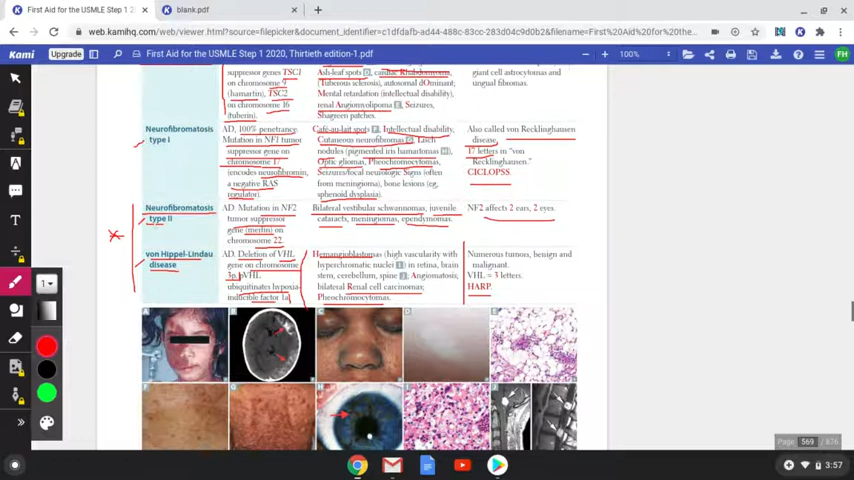 First Aid for the USMLE Step 1 20
blank.pdf
web.kamihq.com/web/viewer.html?source=filepicker&document_identifier=c1dfdafb-ad44-488c-83cc-283d04c9d0b2&filename=First%20Aid%20for%20the...
Kami
Upgrade
First Aid for the USMLE Step 1 2020, Thirtieth edition-1.pdf
100%
FH
suppressor genes TSC1
on chromosome 9
(hamartin), TSC2
on chromosome 16
(tuberin).
Ash-leaf spots D, cardiac Rhabdomyoma,
(Tuberous sclerosis), autosomal dOminant;
Mental retardation (intellectual disability),
renal Angiomyolipoma E, Seizures,
Shagreen patches.
giant cell astrocytomas and
ungual fibromas.
Neurofibromatosis
type I
AD, 100% penetrance.
Mutation in NF1 tumor
suppressor gene on
chromosome 17
(encodes neurofibromin,
a negative RAS
regulator).
Café-au-lait spots F, Intellectual disability,
Cutaneous neurofibromas G, Lisch
nodules (pigmented iris hamartomas H),
Optic gliomas, Pheochromocytomas,
Seizures/focal neurologic Signs (often
from meningioma), bone lesions (eg,
sphenoid dysplasia).
Also called von Recklinghausen
disease,
17 letters in "von
Recklinghausen."
CICLOPSS.
Neurofibromatosis
type II
AD. Mutation in NF2
tumor suppressor
gene (merlin) on
chromosome 22.
Bilateral vestibular schwannomas, juvenile
cataracts, meningiomas, ependymomas.
NF2 affects 2 ears, 2 eyes.
von Hippel-Lindau
disease
AD. Deletion of VHL
gene on chromosome
3p. pVHL
ubiquitinates hypoxia-
inducible factor 1a.
Hemangioblastomas (high vascularity with
hyperchromatic nuclei I) in retina, brain
stem, cerebellum, spine J; Angiomatosis,
bilateral Renal cell carcinomas,
Pheochromocytomas.
Numerous tumors, benign and
malignant.
VHL = 3 letters.
HARP.
A
B
C
D
E
F
G
H
I
J
Page 569 / 876
3:57